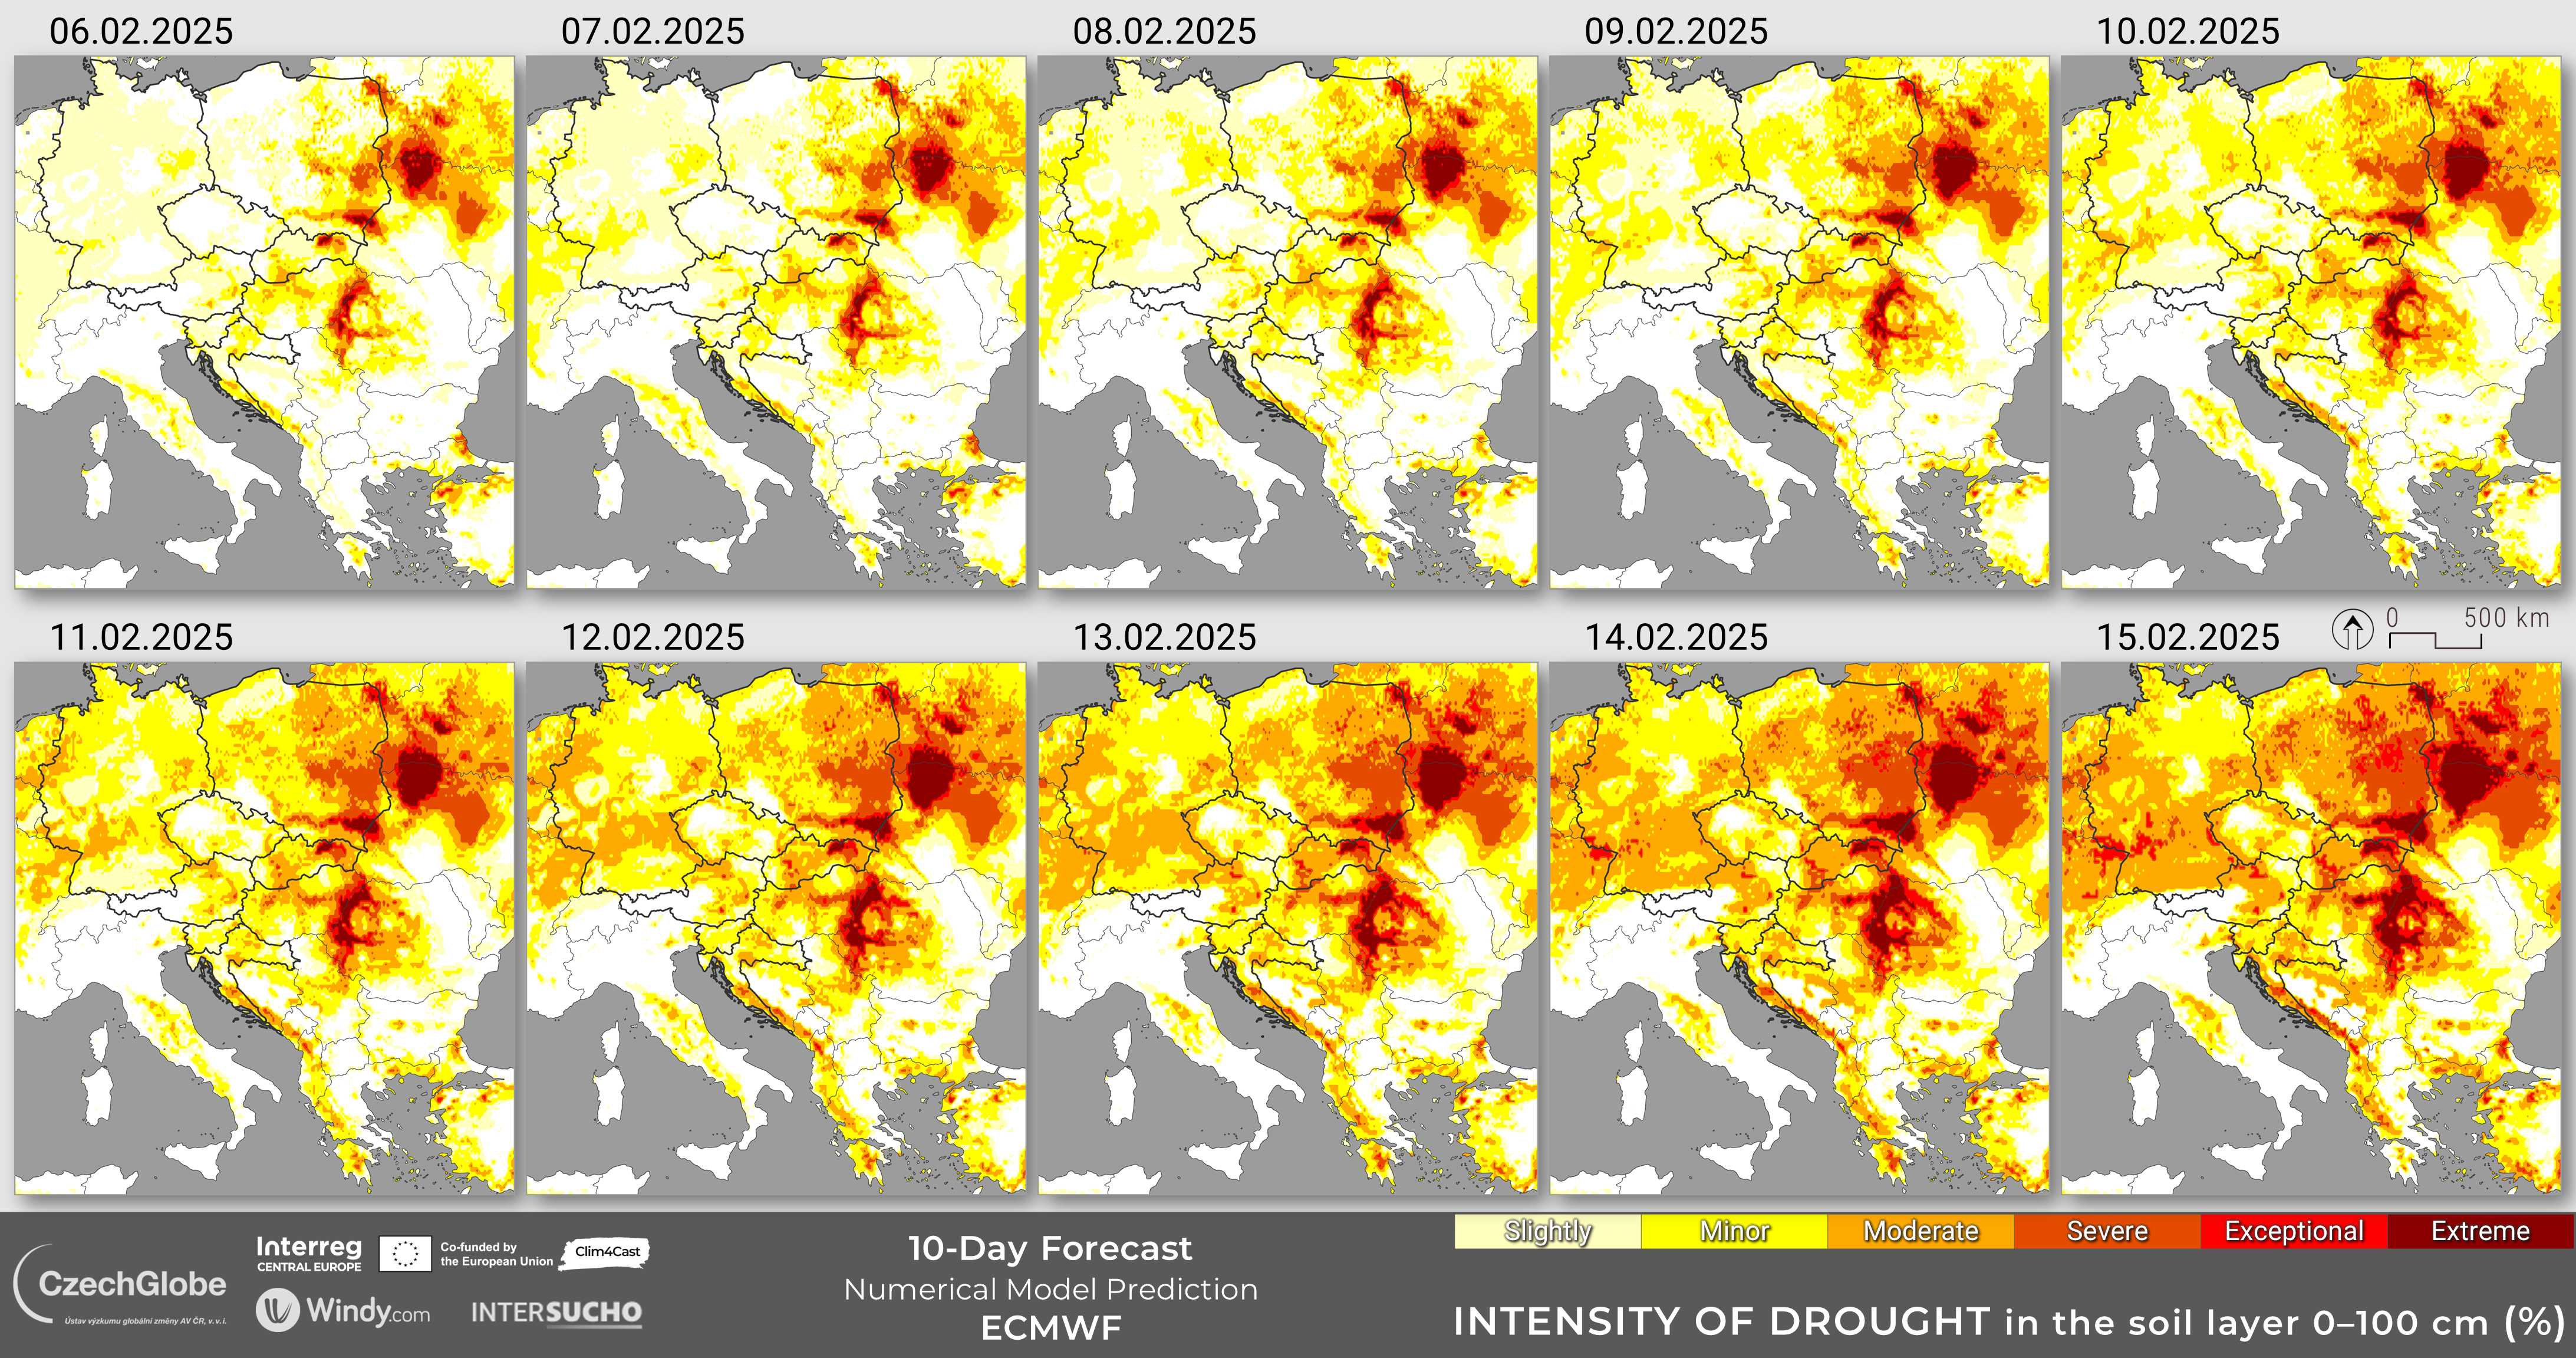 06.02.2025
07.02.2025
08.02.2025
09.02.2025
10.02.2025
11.02.2025
12.02.2025
13.02.2025
14.02.2025
15.02.2025
0 500 km
CzechGlobe
Ústav výzkumu globální změny AV ČR, v. v. i.
Interreg
CENTRAL EUROPE
Co-funded by
the European Union
Clim4Cast
Windy.com
INTERSUCHO
10-Day Forecast
Numerical Model Prediction
ECMWF
Slightly
Minor
Moderate
Severe
Exceptional
Extreme
INTENSITY OF DROUGHT in the soil layer 0–100 cm (%)